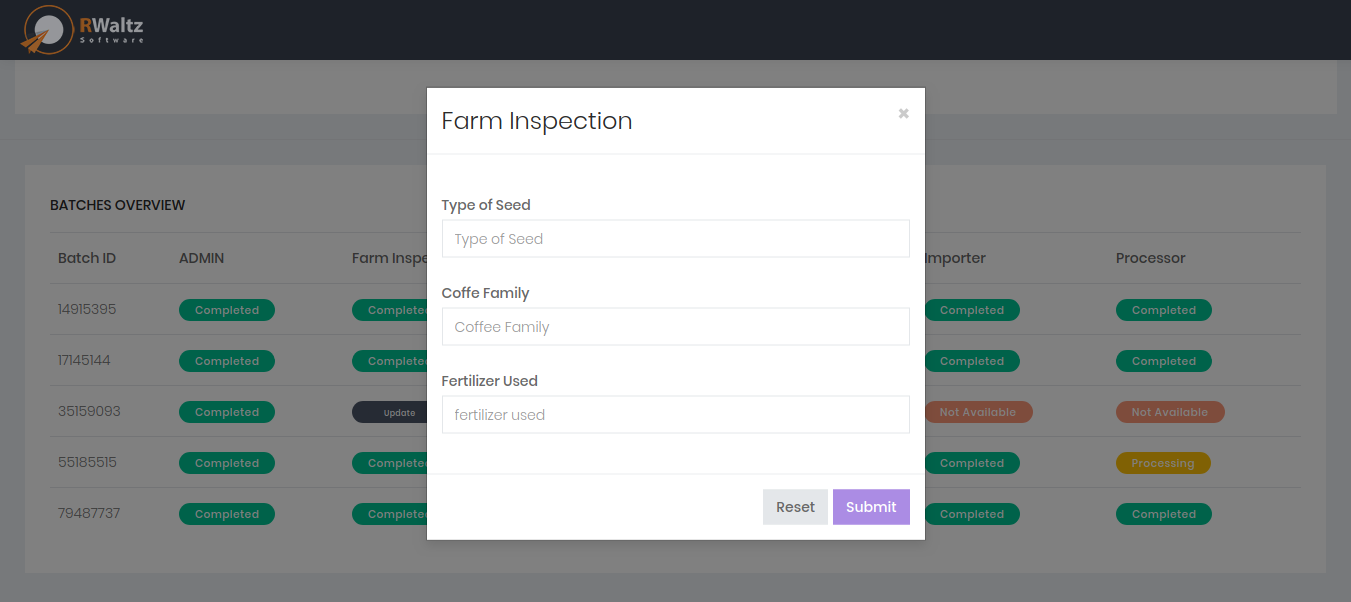 RWaltz
Software
Farm Inspection ×
BATCHES OVERVIEW
Type of Seed
Type of Seed
Batch ID ADMIN Farm Inspe Importer Processor
Coffe Family
14915395 Completed Complete Completed Completed
Coffee Family
17145144 Completed Complete Completed Completed
Fertilizer Used
35159093 Completed Update Not Available Not Available
fertilizer used
55185515 Completed Complete Completed Processing
79487737 Completed Complete Completed Completed
Reset Submit